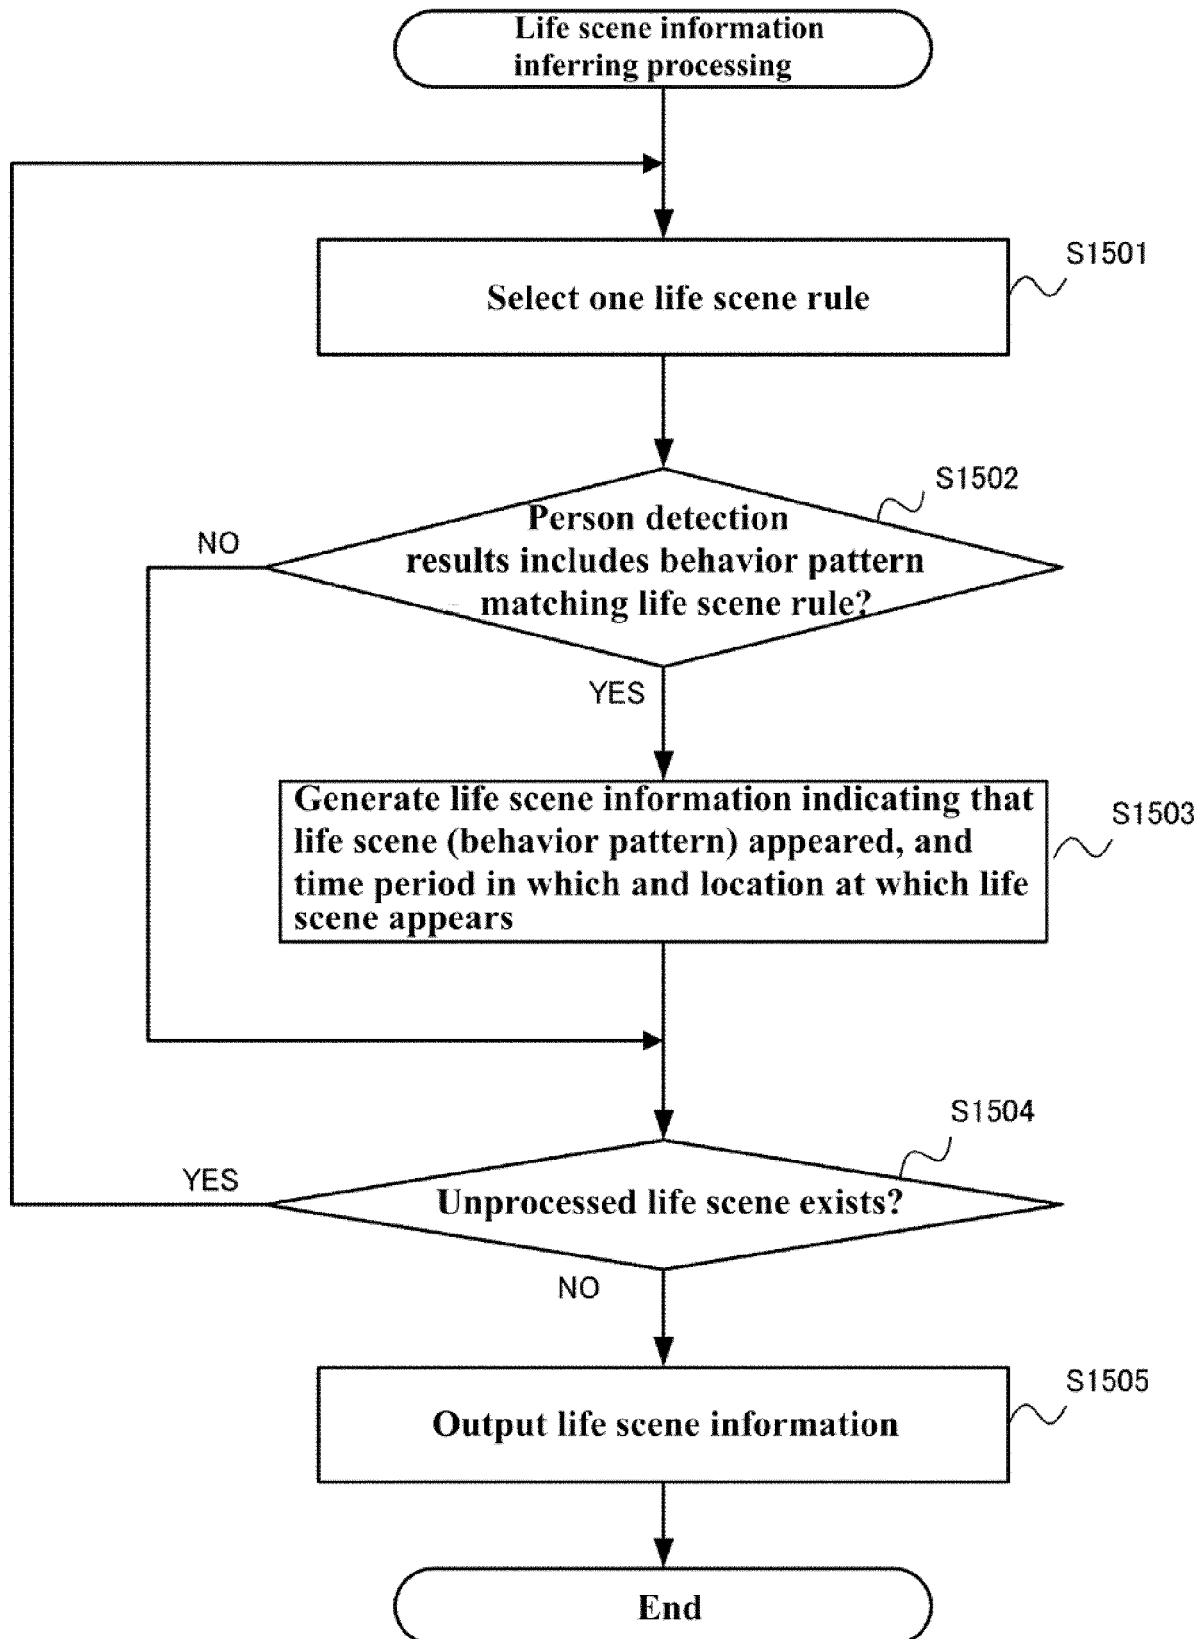 Life scene information
inferring processing
S1501
Select one life scene rule
S1502
NO
Person detection
results includes behavior pattern
matching life scene rule?
YES
Generate life scene information indicating that
life scene (behavior pattern) appeared, and
time period in which and location at which life
scene appears
S1503
S1504
YES
Unprocessed life scene exists?
NO
S1505
Output life scene information
End